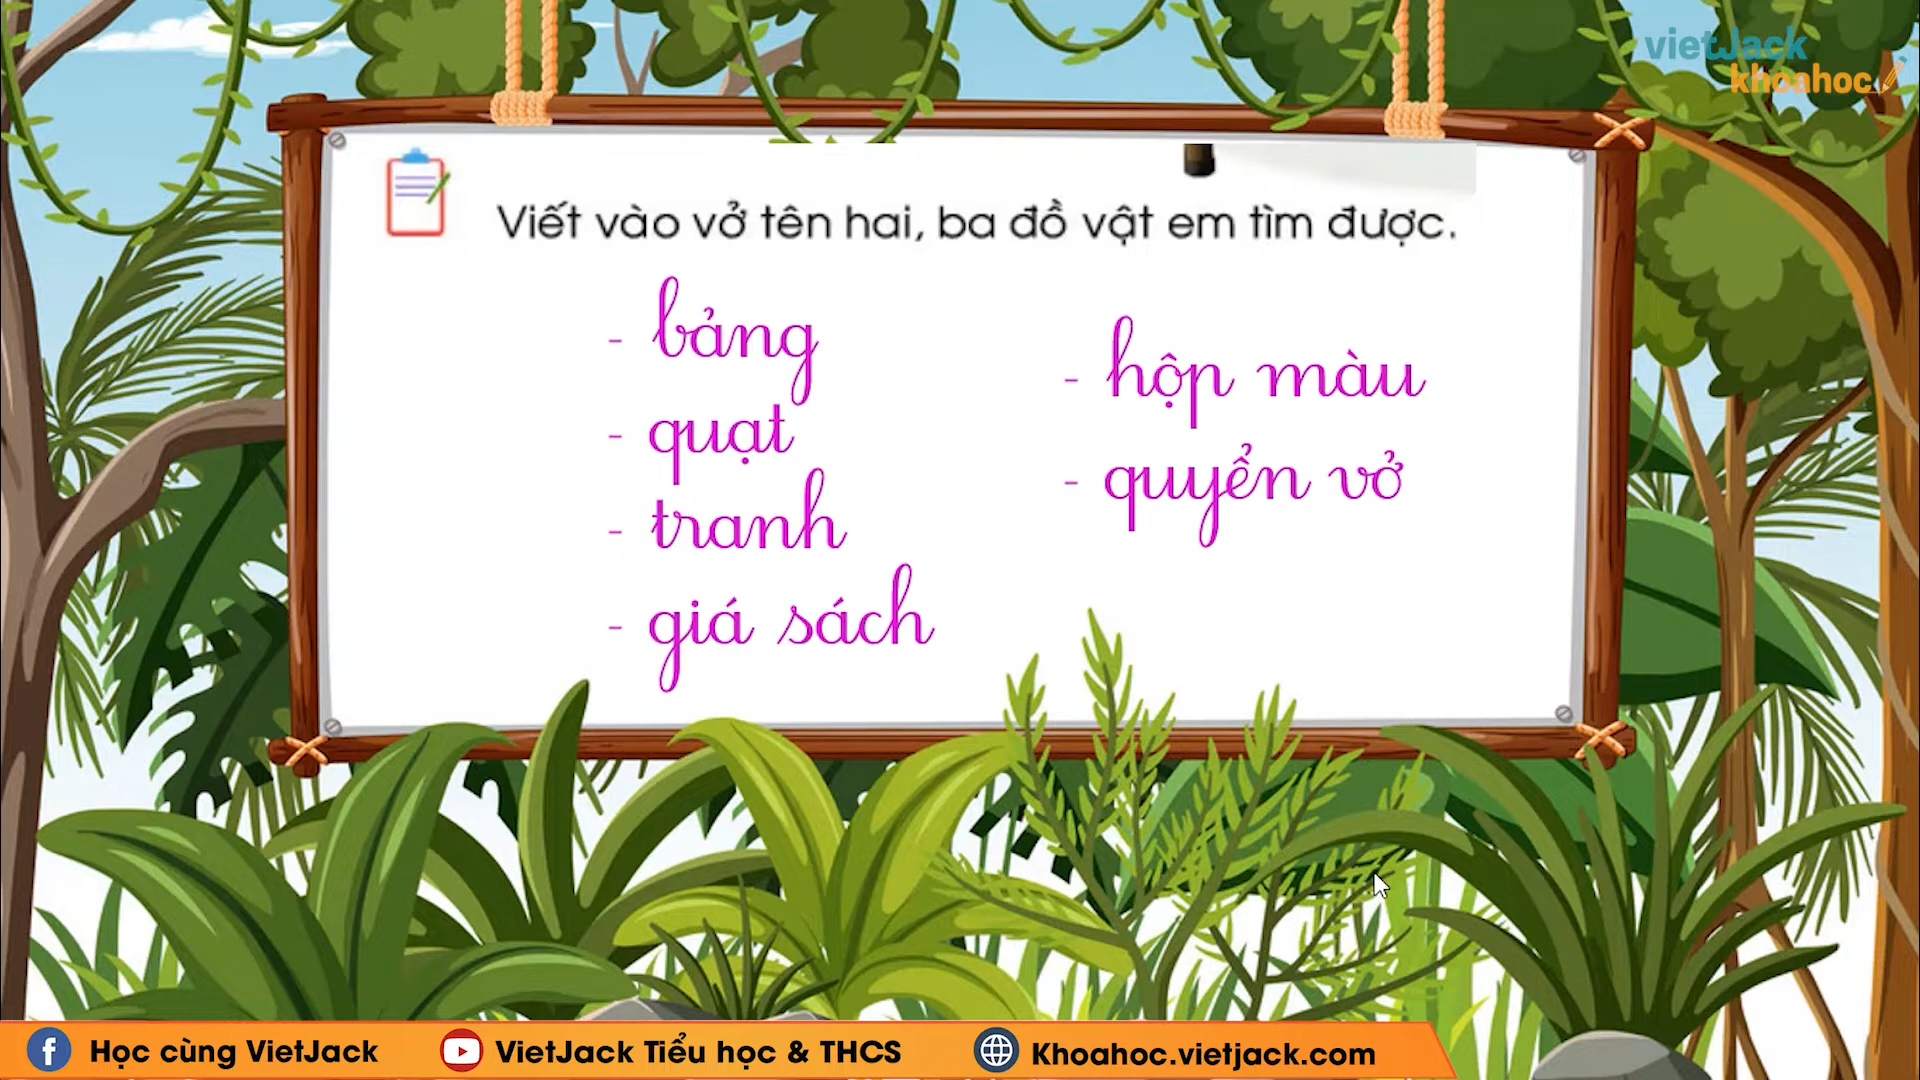 vietJack
khoahoc
Viết vào vở tên hai, ba đồ vật em tìm được.
- bảng
- quạt
- tranh
- giá sách
- hộp màu
- quyển vở
Học cùng VietJack
VietJack Tiểu học & THCS
Khoahoc.vietjack.com